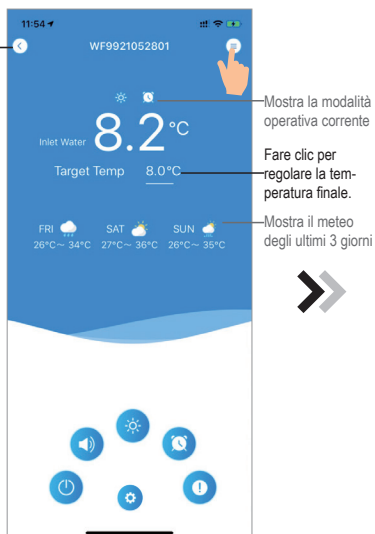 11:54
WF9921052801
Inlet Water 8.2°C
Target Temp 8.0°C
FRI SAT SUN
26°C~ 34°C 27°C~ 36°C 26°C~ 35°C
Mostra la modalità
operativa corrente
Fare clic per
regolare la tem-
peratura finale.
Mostra il meteo
degli ultimi 3 giorni